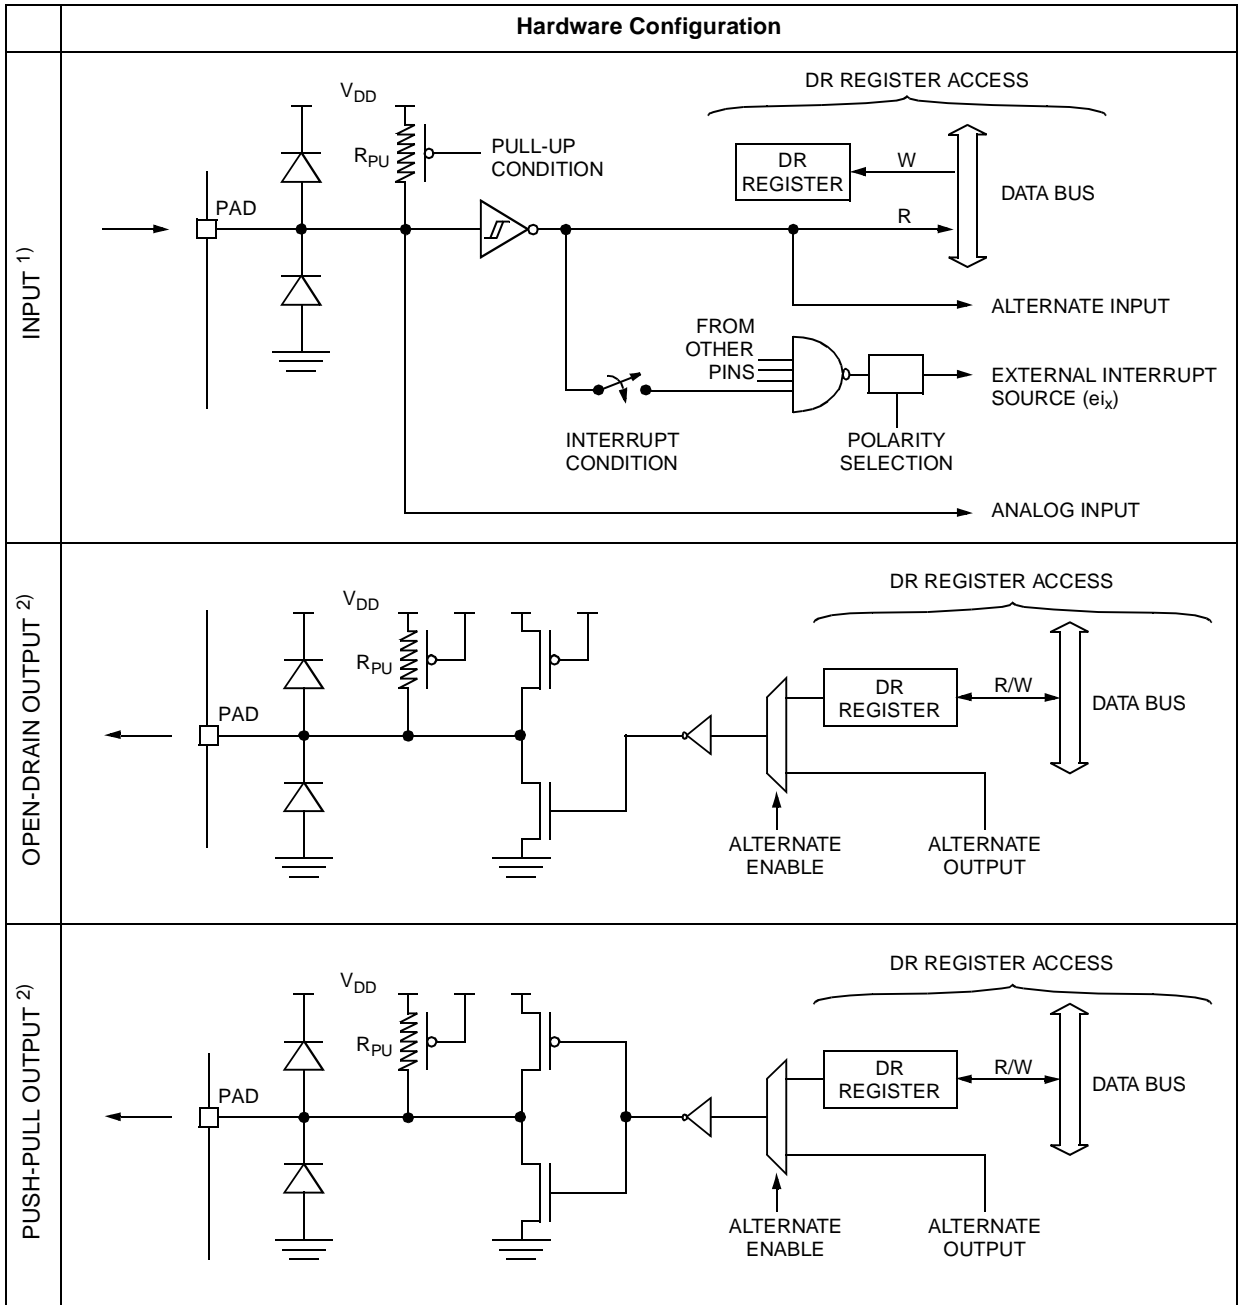 Hardware Configuration
INPUT 1)
DR REGISTER ACCESS
VDD
RPU
PULL-UP
CONDITION
DR
REGISTER
W
DATA BUS
PAD
R
ALTERNATE INPUT
FROM
OTHER
PINS
EXTERNAL INTERRUPT
SOURCE (eix)
INTERRUPT
CONDITION
POLARITY
SELECTION
ANALOG INPUT
OPEN-DRAIN OUTPUT 2)
DR REGISTER ACCESS
VDD
RPU
DR
REGISTER
R/W
DATA BUS
PAD
ALTERNATE
ENABLE
ALTERNATE
OUTPUT
PUSH-PULL OUTPUT 2)
DR REGISTER ACCESS
VDD
RPU
DR
REGISTER
R/W
DATA BUS
PAD
ALTERNATE
ENABLE
ALTERNATE
OUTPUT